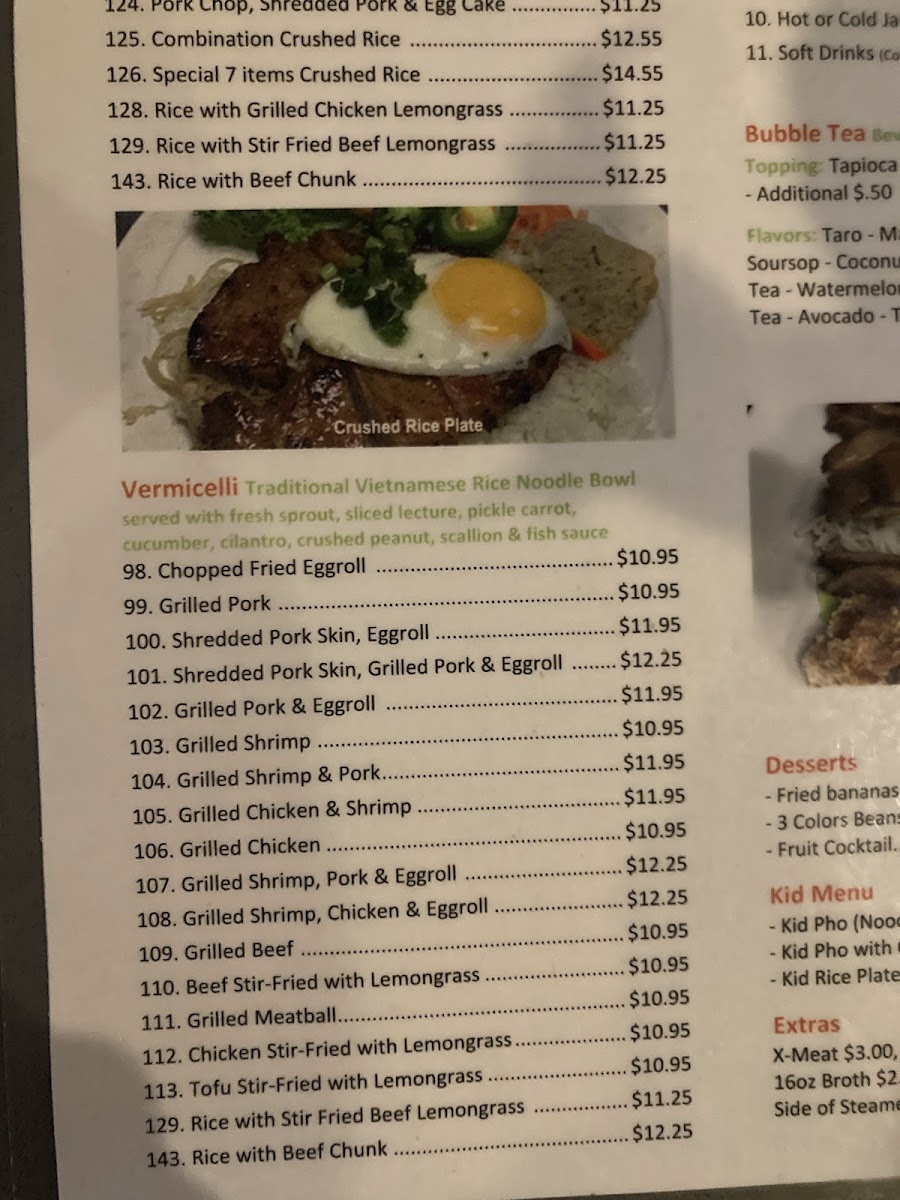 124. Pork Chop, Shredded Pork & Egg Cake .............. $11.25
125. Combination Crushed Rice ............................... $12.55
126. Special 7 items Crushed Rice ............................ $14.55
128. Rice with Grilled Chicken Lemongrass ............... $11.25
129. Rice with Stir Fried Beef Lemongrass ................ $11.25
143. Rice with Beef Chunk ........................................ $12.25
Crushed Rice Plate
Vermicelli Traditional Vietnamese Rice Noodle Bowl
served with fresh sprout, sliced lecture, pickle carrot,
cucumber, cilantro, crushed peanut, scallion & fish sauce
98. Chopped Fried Eggroll ........................................ $10.95
99. Grilled Pork ........................................................ $10.95
100. Shredded Pork Skin, Eggroll .............................. $11.95
101. Shredded Pork Skin, Grilled Pork & Eggroll ........ $12.25
102. Grilled Pork & Eggroll ....................................... $11.95
103. Grilled Shrimp .................................................. $10.95
104. Grilled Shrimp & Pork....................................... $11.95
105. Grilled Chicken & Shrimp .................................. $11.95
106. Grilled Chicken ................................................. $10.95
107. Grilled Shrimp, Pork & Eggroll .......................... $12.25
108. Grilled Shrimp, Chicken & Eggroll ..................... $12.25
109. Grilled Beef ...................................................... $10.95
110. Beef Stir-Fried with Lemongrass ....................... $10.95
111. Grilled Meatball................................................ $10.95
112. Chicken Stir-Fried with Lemongrass................... $10.95
113. Tofu Stir-Fried with Lemongrass ....................... $10.95
129. Rice with Stir Fried Beef Lemongrass ................ $11.25
143. Rice with Beef Chunk ........................................ $12.25
10. Hot or Cold Ja
11. Soft Drinks (Co
Bubble Tea Bev
Topping: Tapioca
- Additional $.50
Flavors: Taro - Ma
Soursop - Coconu
Tea - Watermelo
Tea - Avocado - T
Desserts
- Fried bananas
- 3 Colors Beans
- Fruit Cocktail.
Kid Menu
- Kid Pho (Nood
- Kid Pho with
- Kid Rice Plate
Extras
X-Meat $3.00,
16oz Broth $2.
Side of Steame